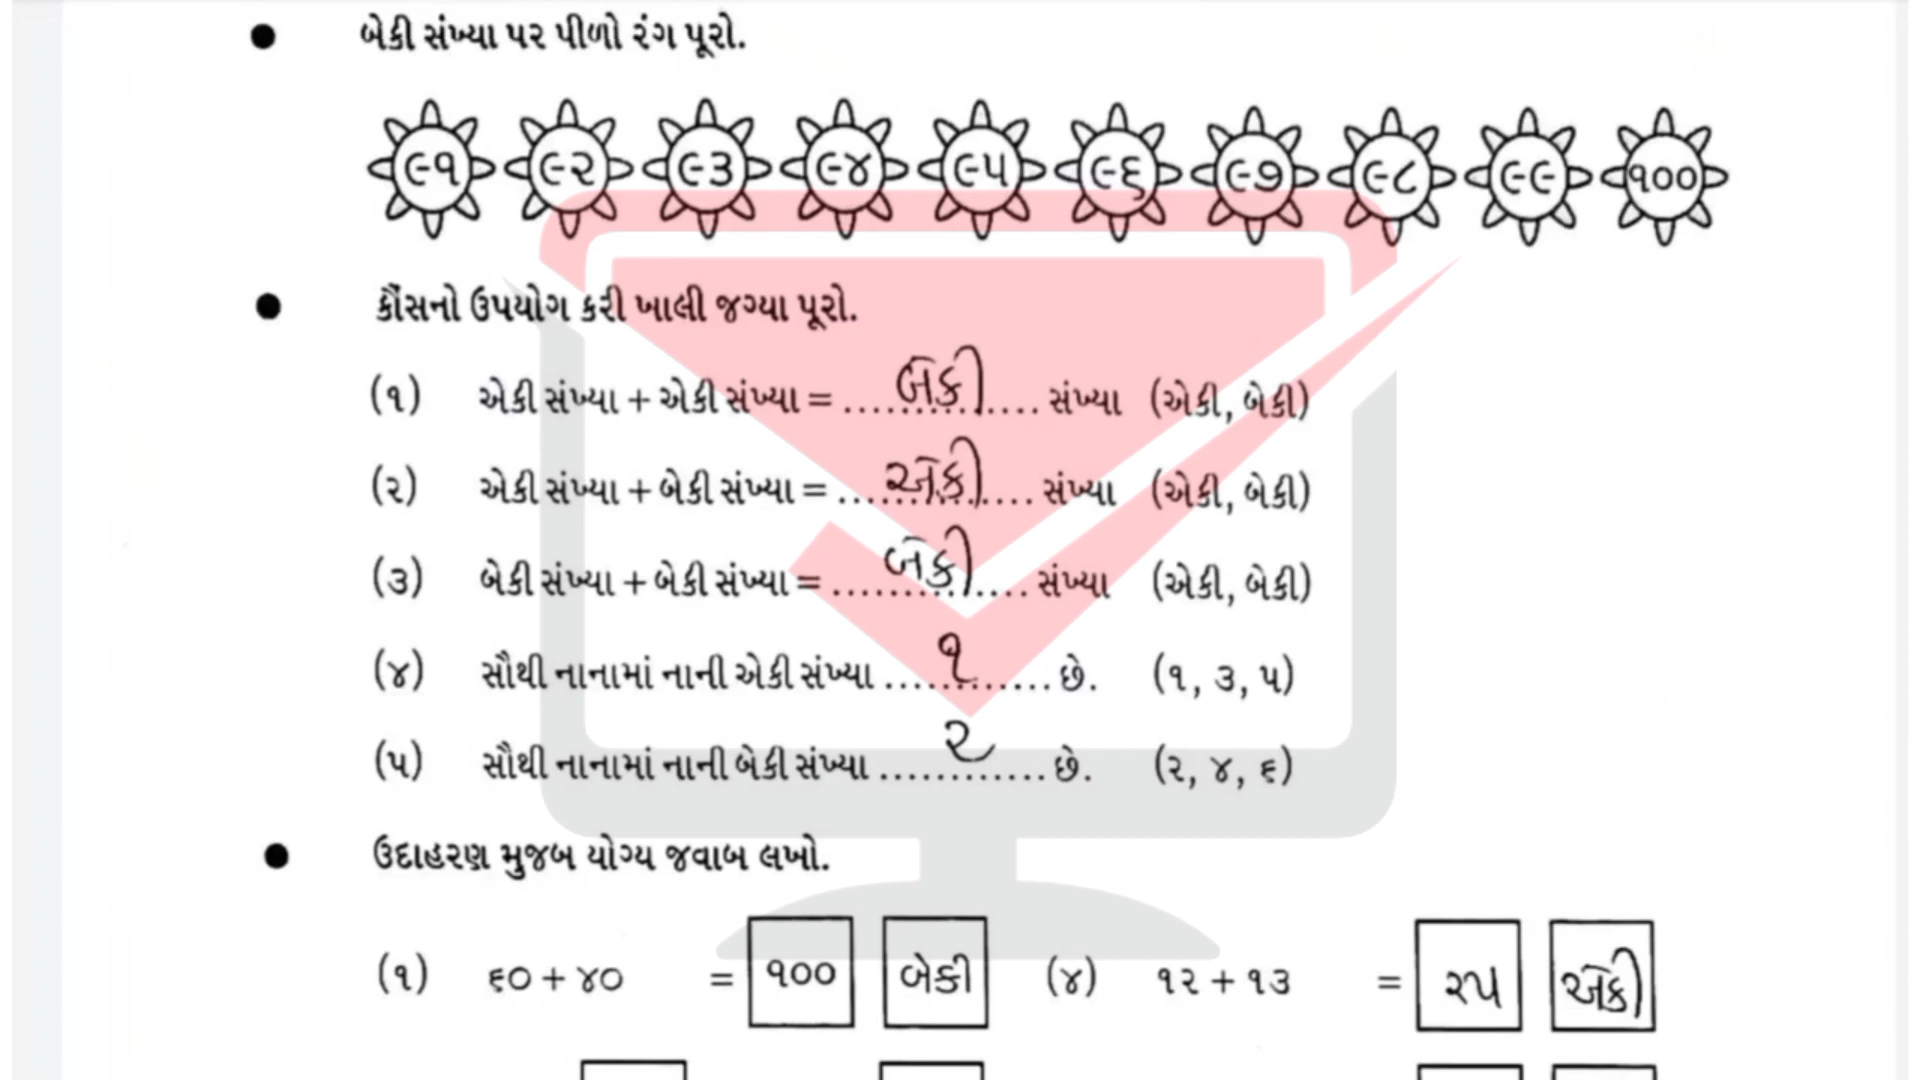 ● બેકી સંખ્યા પર પીળો રંગ પૂરો.
૯૧ ૯૨ ૯૩ ૯૪ ૯૫ ૯૬ ૯૭ ૯૮ ૯૯ ૧૦૦
● કૌંસનો ઉપયોગ કરી ખાલી જગ્યા પૂરો.
(૧) એકી સંખ્યા + એકી સંખ્યા = બેકી સંખ્યા (એકી, બેકી)
(૨) એકી સંખ્યા + બેકી સંખ્યા = એકી સંખ્યા (એકી, બેકી)
(૩) બેકી સંખ્યા + બેકી સંખ્યા = બેકી સંખ્યા (એકી, બેકી)
(૪) સૌથી નાનામાં નાની એકી સંખ્યા ૧ છે. (૧, ૩, ૫)
(૫) સૌથી નાનામાં નાની બેકી સંખ્યા ૨ છે. (૨, ૪, ૬)
● ઉદાહરણ મુજબ યોગ્ય જવાબ લખો.
(૧) ૬૦ + ૪૦ = ૧૦૦ બેકી (૪) ૧૨ + ૧૩ = ૨૫ એકી